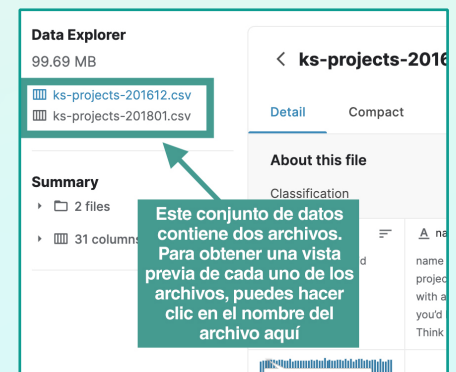 Data Explorer
99.69 MB
ks-projects-201612.csv
ks-projects-201801.csv
Summary
2 files
31 columns
ks-projects-2016
Detail Compact
About this file
Classification
Este conjunto de datos
contiene dos archivos.
Para obtener una vista
previa de cada uno de los
archivos, puedes hacer
clic en el nombre del
archivo aquí
A na
name
projec
with a
you'd
Think